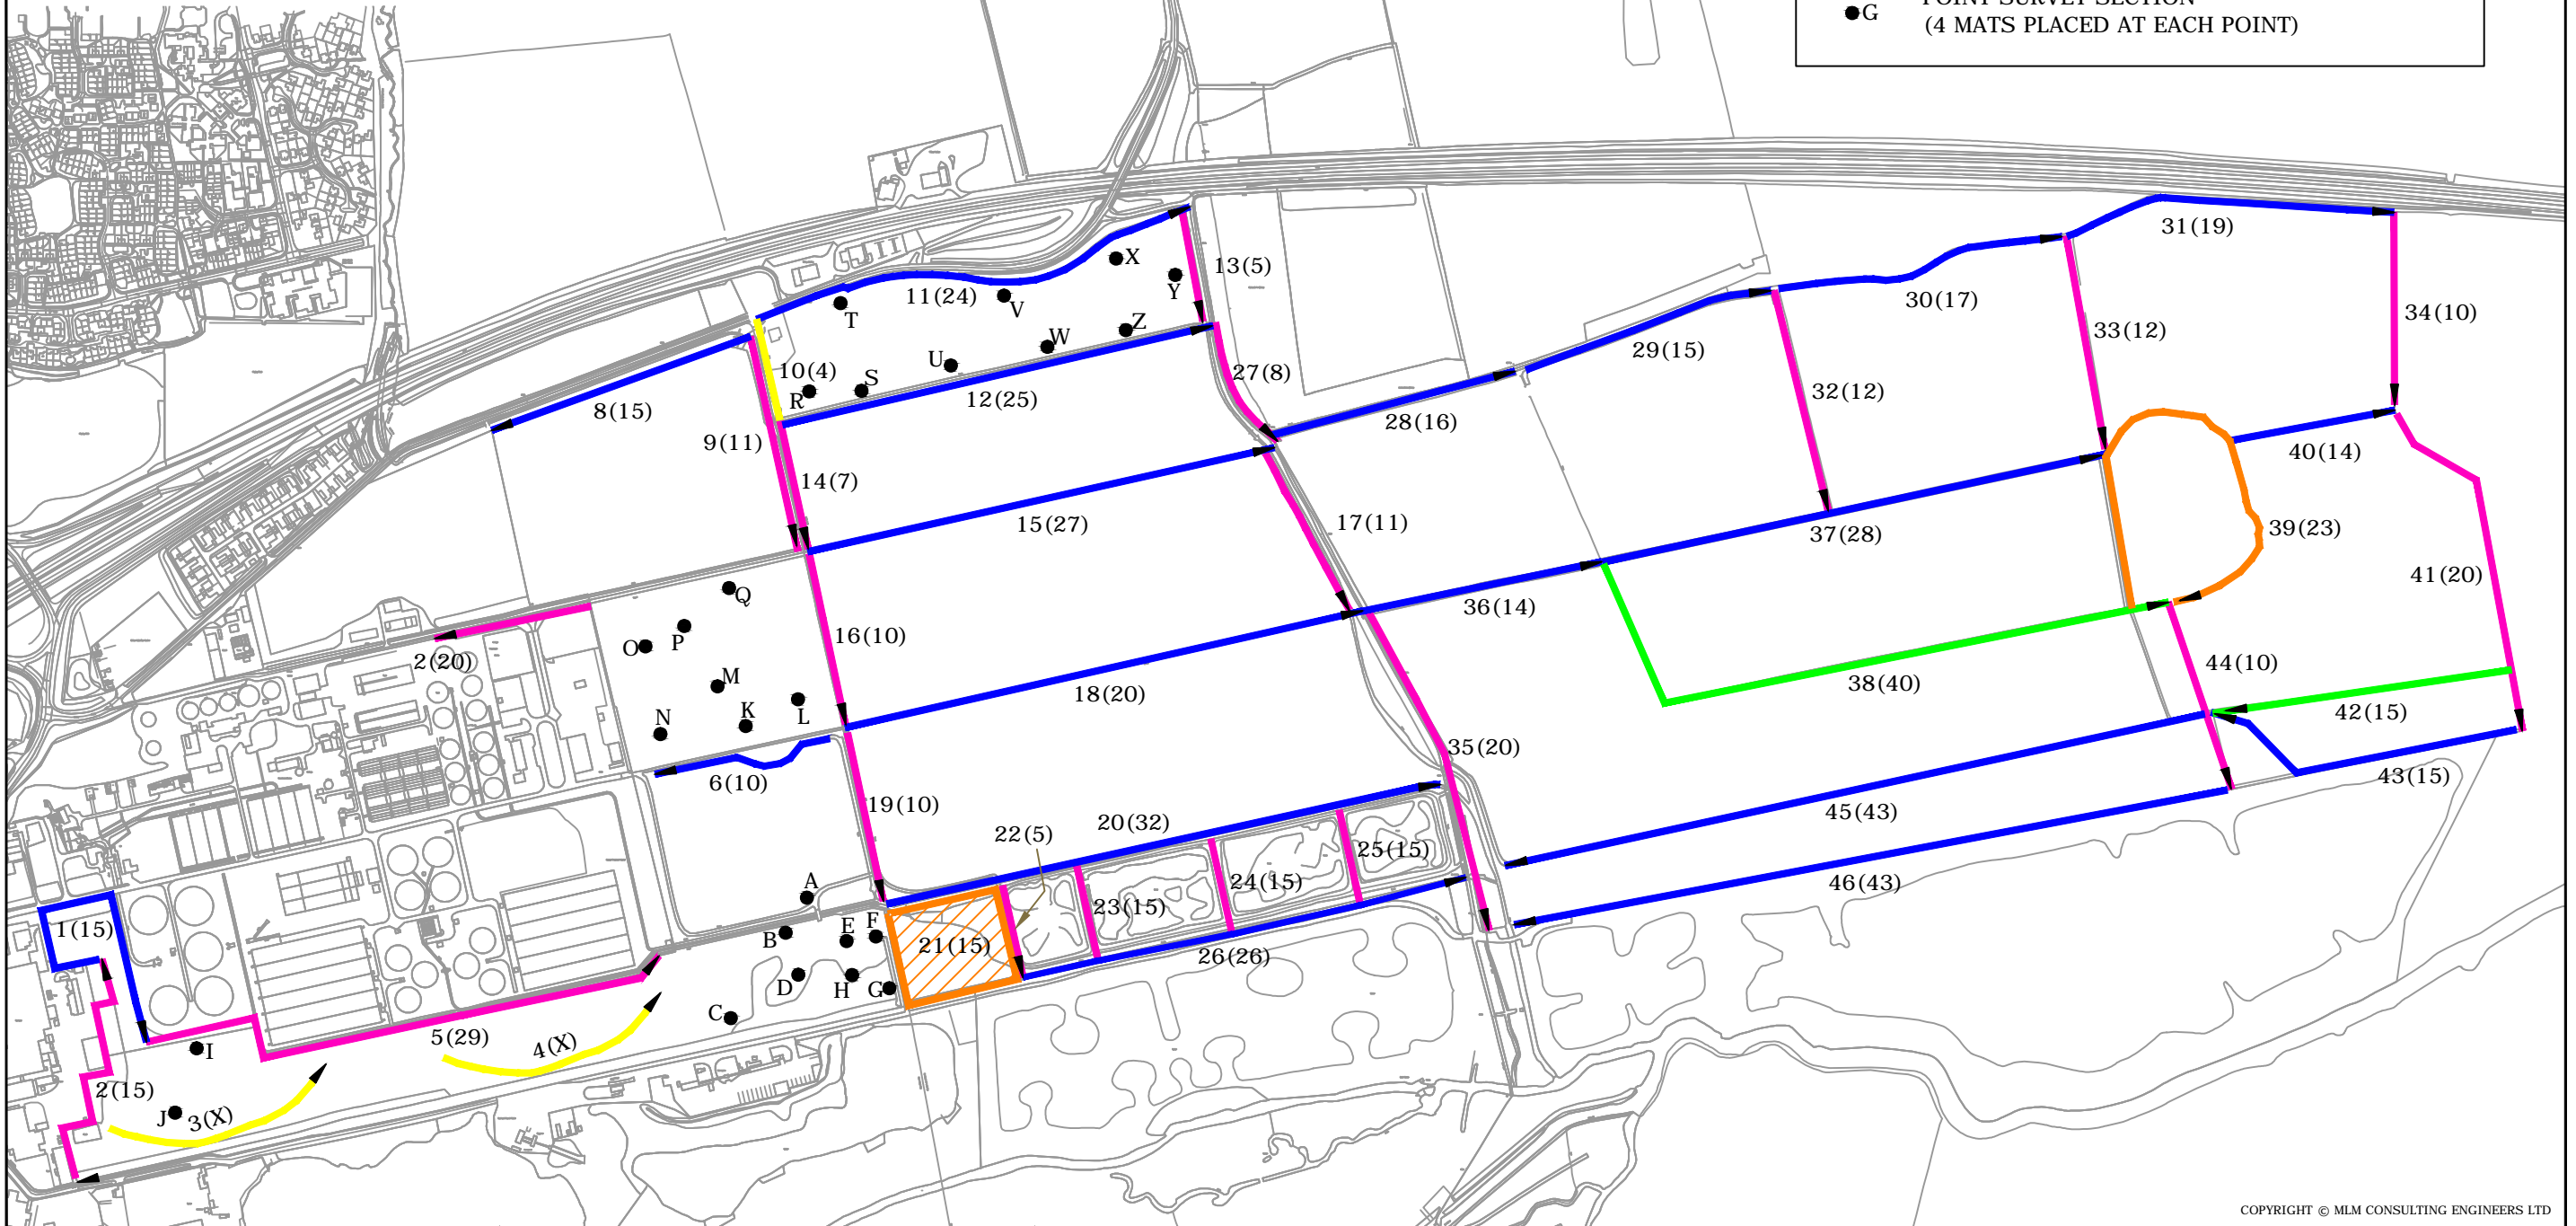 POINT SURVEY SECTION
G
(4 MATS PLACED AT EACH POINT)
31(19)
X
13(5)
Y
11(24)
V
T
30(17)
34(10)
33(12)
Z
W
U
29(15)
10(4)
S
R
27(8)
32(12)
12(25)
8(15)
28(16)
9(11)
40(14)
14(7)
15(27)
17(11)
39(23)
37(28)
41(20)
Q
36(14)
P
O
16(10)
2(20)
44(10)
M
38(40)
18(20)
L
K
N
42(15)
35(20)
6(10)
43(15)
19(10)
45(43)
20(32)
22(5)
25(15)
A
24(15)
46(43)
23(15)
F
E
B
1(15)
21(15)
26(26)
D
H
G
C
5(29)
4(X)
I
2(15)
J
3(X)
COPYRIGHT © MLM CONSULTING ENGINEERS LTD